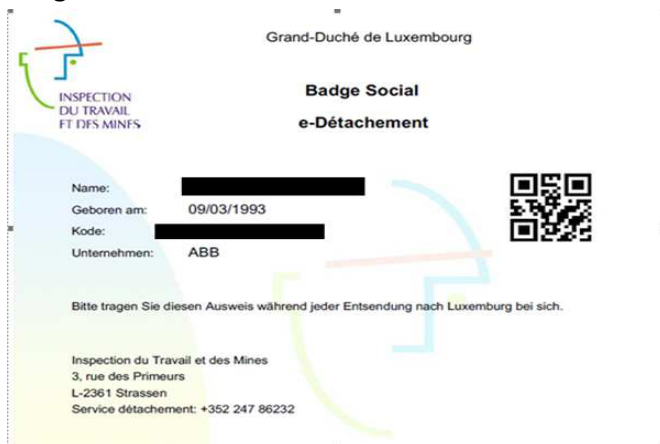 Grand-Duché de Luxembourg
INSPECTION
DU TRAVAIL
ET DES MINES
Badge Social
e-Détachement
Name:
Geboren am: 09/03/1993
Kode:
Unternehmen: ABB
Bitte tragen Sie diesen Ausweis während jeder Entsendung nach Luxemburg bei sich.
Inspection du Travail et des Mines
3, rue des Primeurs
L-2361 Strassen
Service détachement: +352 247 86232